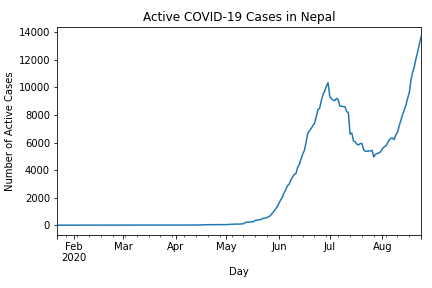 Active COVID-19 Cases in Nepal
Number of Active Cases
14000
12000
10000
8000
6000
4000
2000
0
Feb Mar Apr May Jun Jul Aug
2020
Day